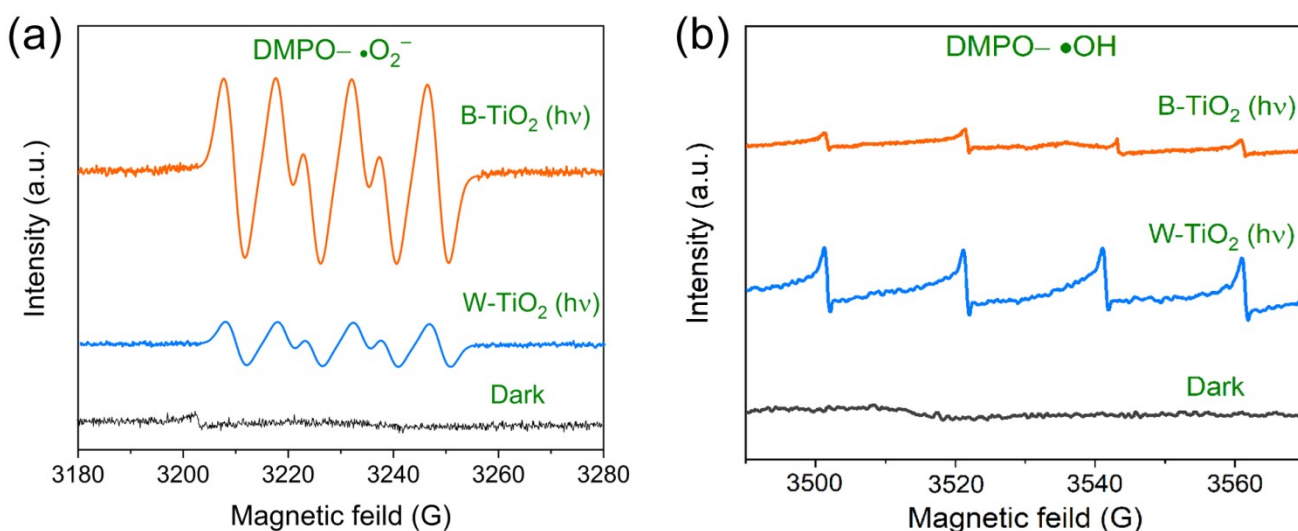 (a)
DMPO– •O₂⁻
B-TiO₂ (hν)
W-TiO₂ (hν)
Dark
Intensity (a.u.)
3180 3200 3220 3240 3260 3280
Magnetic feild (G)
(b)
DMPO– •OH
B-TiO₂ (hν)
W-TiO₂ (hν)
Dark
Intensity (a.u.)
3500 3520 3540 3560
Magnetic feild (G)